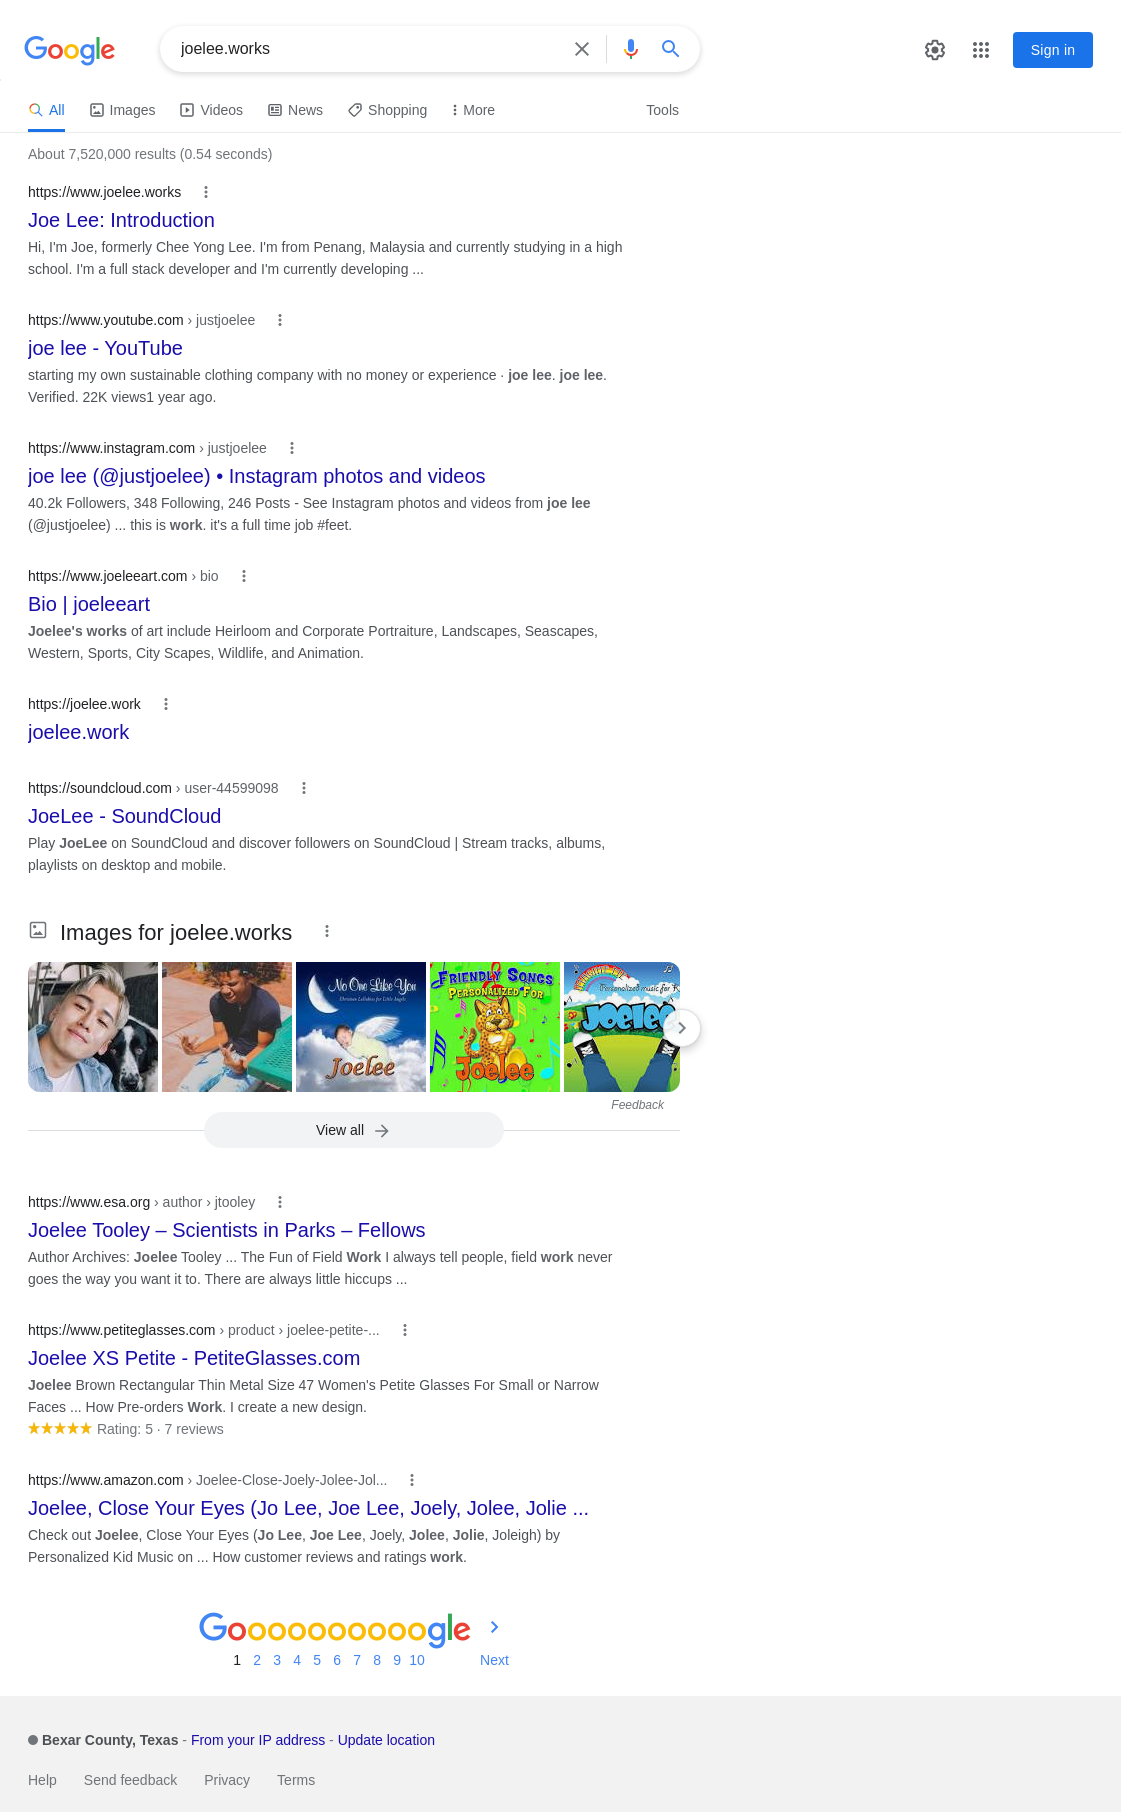 Google
joelee.works
Sign in
All Images Videos News Shopping More Tools
About 7,520,000 results (0.54 seconds)
https://www.joelee.works
Joe Lee: Introduction
Hi, I'm Joe, formerly Chee Yong Lee. I'm from Penang, Malaysia and currently studying in a high
school. I'm a full stack developer and I'm currently developing ...
https://www.youtube.com › justjoelee
joe lee - YouTube
starting my own sustainable clothing company with no money or experience · joe lee. joe lee.
Verified. 22K views1 year ago.
https://www.instagram.com › justjoelee
joe lee (@justjoelee) • Instagram photos and videos
40.2k Followers, 348 Following, 246 Posts - See Instagram photos and videos from joe lee
(@justjoelee) ... this is work. it's a full time job #feet.
https://www.joeleeart.com › bio
Bio | joeleeart
Joelee's works of art include Heirloom and Corporate Portraiture, Landscapes, Seascapes,
Western, Sports, City Scapes, Wildlife, and Animation.
https://joelee.work
joelee.work
https://soundcloud.com › user-44599098
JoeLee - SoundCloud
Play JoeLee on SoundCloud and discover followers on SoundCloud | Stream tracks, albums,
playlists on desktop and mobile.
Images for joelee.works
No One Like You
Christian Lullabies for Little Angels
Joelee
Friendly Songs
Personalized For
Joelee
Personalized music for K
Joelee
Feedback
View all
https://www.esa.org › author › jtooley
Joelee Tooley – Scientists in Parks – Fellows
Author Archives: Joelee Tooley ... The Fun of Field Work I always tell people, field work never
goes the way you want it to. There are always little hiccups ...
https://www.petiteglasses.com › product › joelee-petite-...
Joelee XS Petite - PetiteGlasses.com
Joelee Brown Rectangular Thin Metal Size 47 Women's Petite Glasses For Small or Narrow
Faces ... How Pre-orders Work. I create a new design.
Rating: 5 · 7 reviews
https://www.amazon.com › Joelee-Close-Joely-Jolee-Jol...
Joelee, Close Your Eyes (Jo Lee, Joe Lee, Joely, Jolee, Jolie ...
Check out Joelee, Close Your Eyes (Jo Lee, Joe Lee, Joely, Jolee, Jolie, Joleigh) by
Personalized Kid Music on ... How customer reviews and ratings work.
Goooooooooogle
1 2 3 4 5 6 7 8 9 10 Next
Bexar County, Texas - From your IP address - Update location
Help Send feedback Privacy Terms